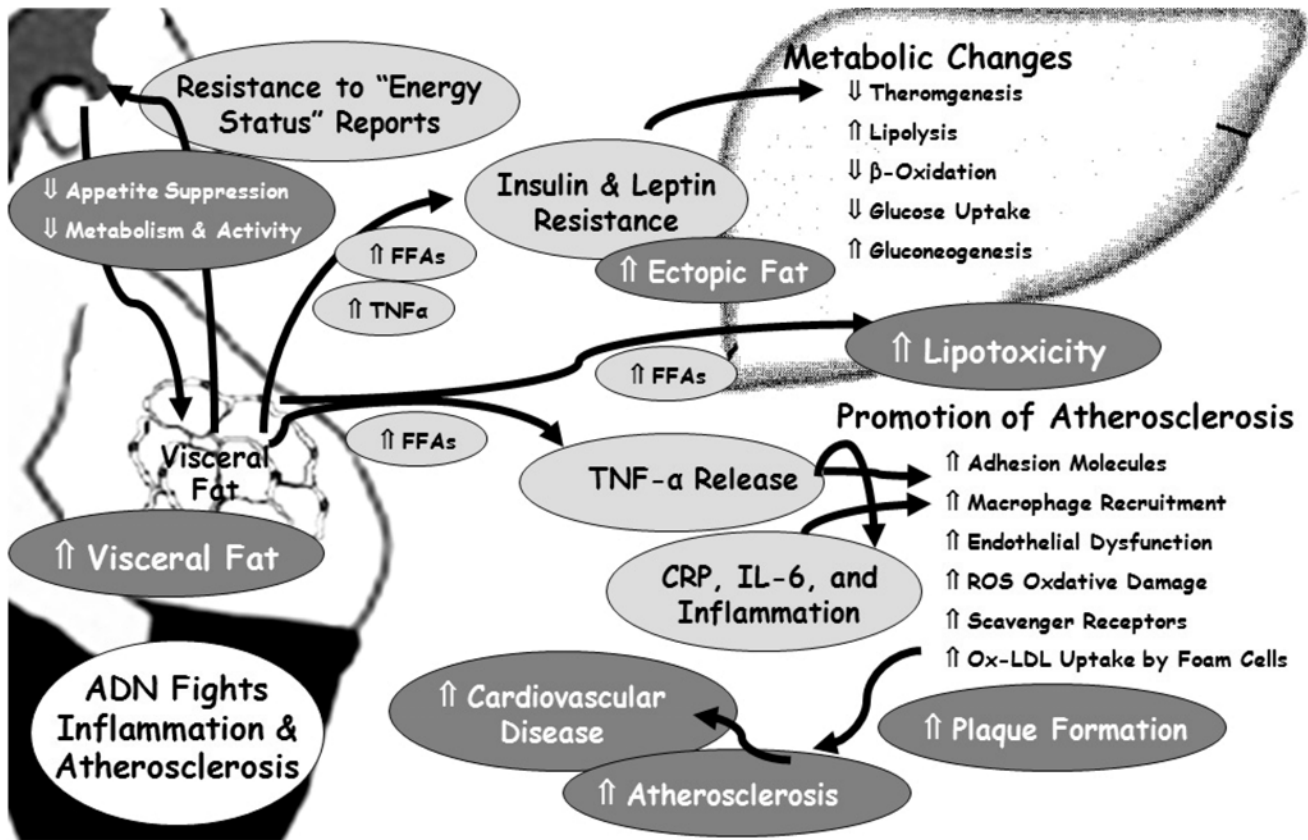 Resistance to “Energy
Status” Reports
⇓ Appetite Suppression
⇓ Metabolism & Activity
Insulin & Leptin
Resistance
⇑ Ectopic Fat
⇑ FFAs
⇑ TNFα
Metabolic Changes
⇓ Theromgenesis
⇑ Lipolysis
⇓ β-Oxidation
⇓ Glucose Uptake
⇑ Gluconeogenesis
⇑ Lipotoxicity
⇑ FFAs
⇑ FFAs
Visceral
Fat
⇑ Visceral Fat
TNF-α Release
CRP, IL-6, and
Inflammation
Promotion of Atherosclerosis
⇑ Adhesion Molecules
⇑ Macrophage Recruitment
⇑ Endothelial Dysfunction
⇑ ROS Oxdative Damage
⇑ Scavenger Receptors
⇑ Ox-LDL Uptake by Foam Cells
⇑ Plaque Formation
⇑ Cardiovascular
Disease
⇑ Atherosclerosis
ADN Fights
Inflammation &
Atherosclerosis